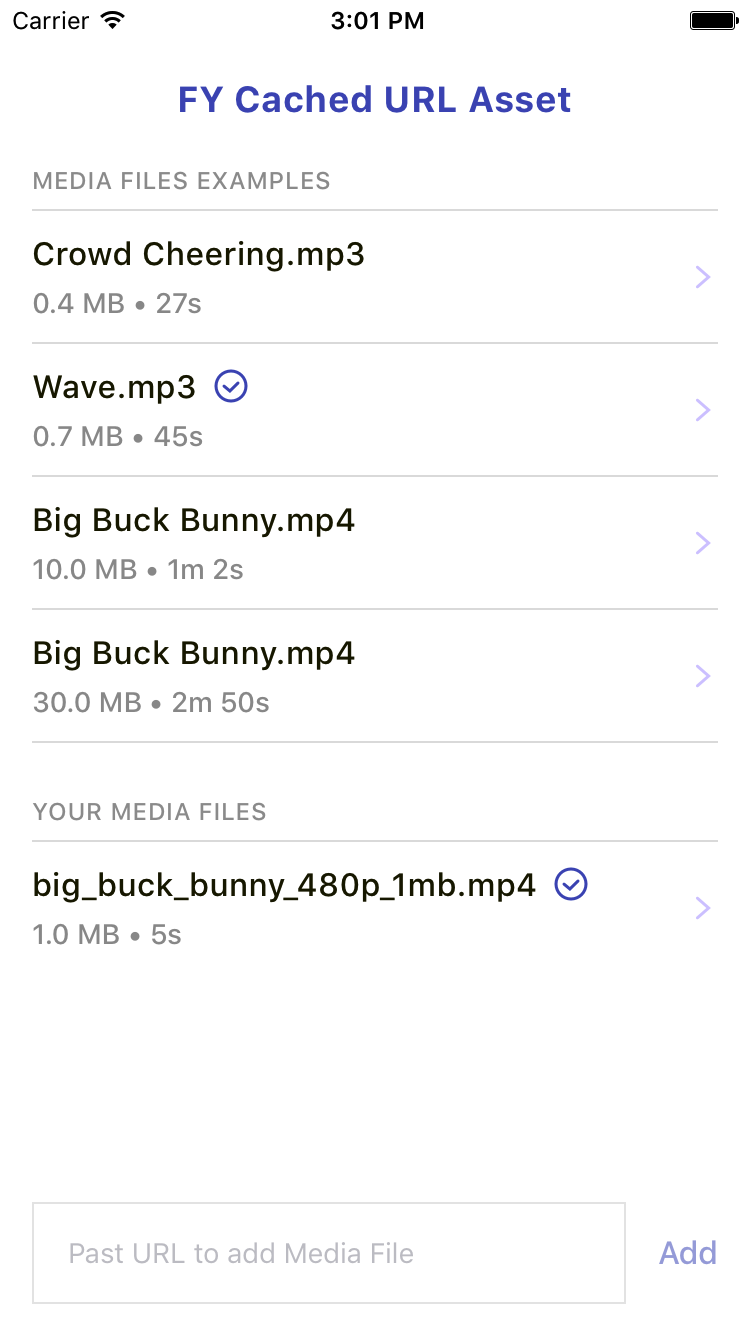 Carrier 3:01 PM
FY Cached URL Asset
MEDIA FILES EXAMPLES
Crowd Cheering.mp3
0.4 MB • 27s
Wave.mp3
0.7 MB • 45s
Big Buck Bunny.mp4
10.0 MB • 1m 2s
Big Buck Bunny.mp4
30.0 MB • 2m 50s
YOUR MEDIA FILES
big_buck_bunny_480p_1mb.mp4
1.0 MB • 5s
Past URL to add Media File Add